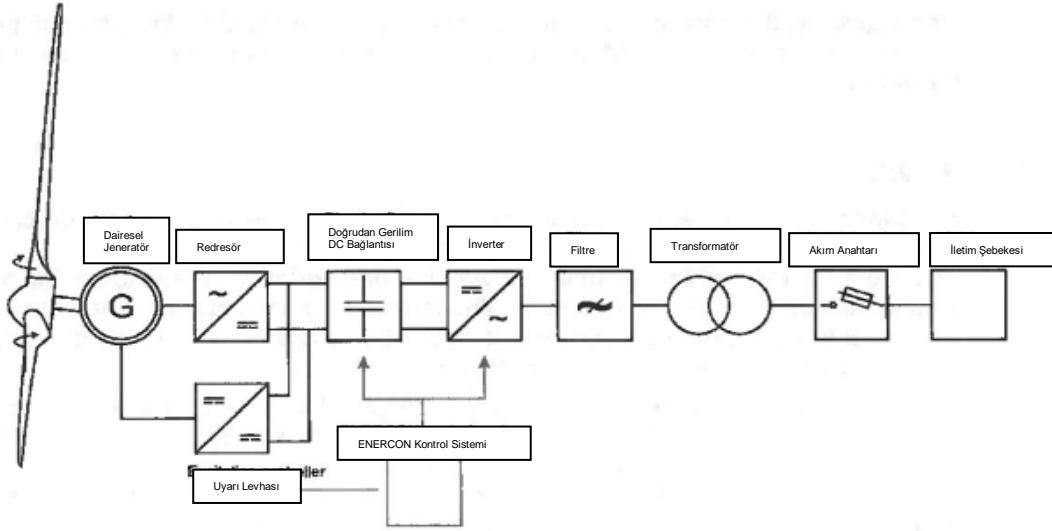 Dairesel
Jeneratör
Redresör
Doğrudan Gerilim
DC Bağlantısı
İnverter
Filtre
Transformatör
Akım Anahtarı
İletim Şebekesi
G
ENERCON Kontrol Sistemi
Uyarı Levhası